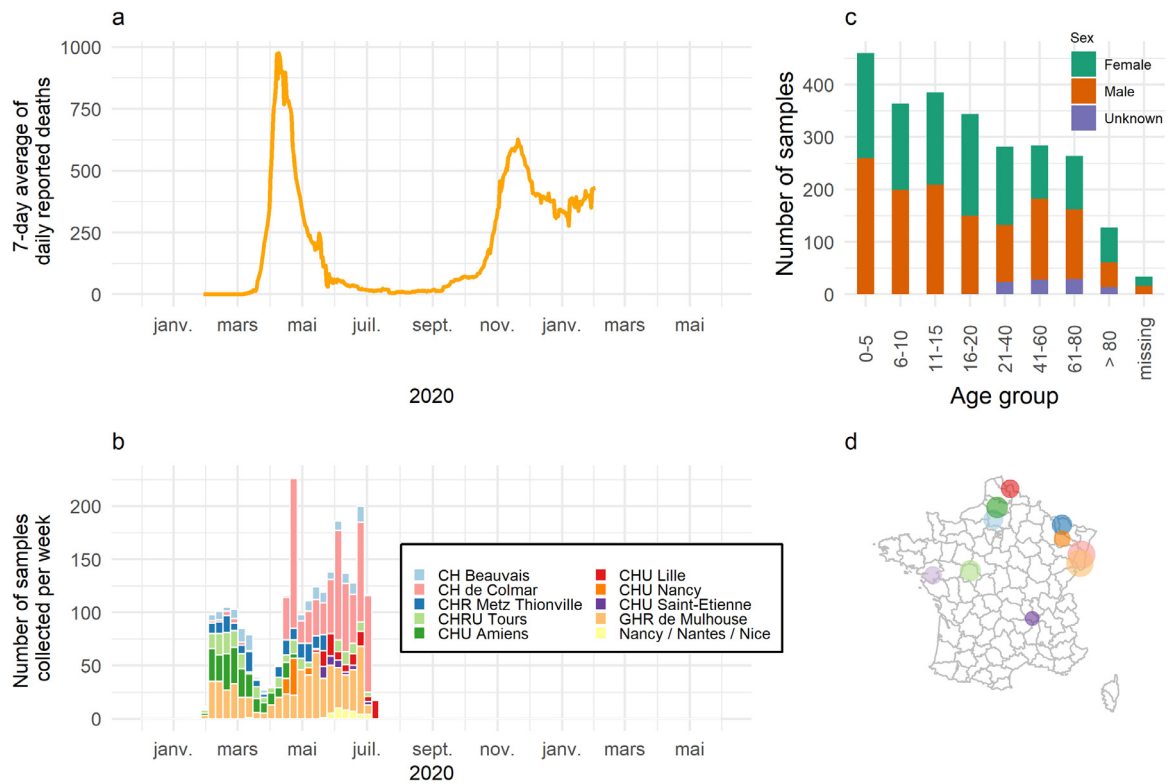 a
7-day average of
daily reported deaths
1000
750
500
250
0
janv. mars mai juil. sept. nov. janv. mars mai
2020
c
Number of samples
400
300
200
100
0
Sex
Female
Male
Unknown
0-5 6-10 11-15 16-20 21-40 41-60 61-80 > 80 missing
Age group
b
Number of samples
collected per week
200
150
100
50
0
CH Beauvais
CH de Colmar
CHR Metz Thionville
CHRU Tours
CHU Amiens
CHU Lille
CHU Nancy
CHU Saint-Etienne
GHR de Mulhouse
Nancy / Nantes / Nice
janv. mars mai juil. sept. nov. janv. mars mai
2020
d